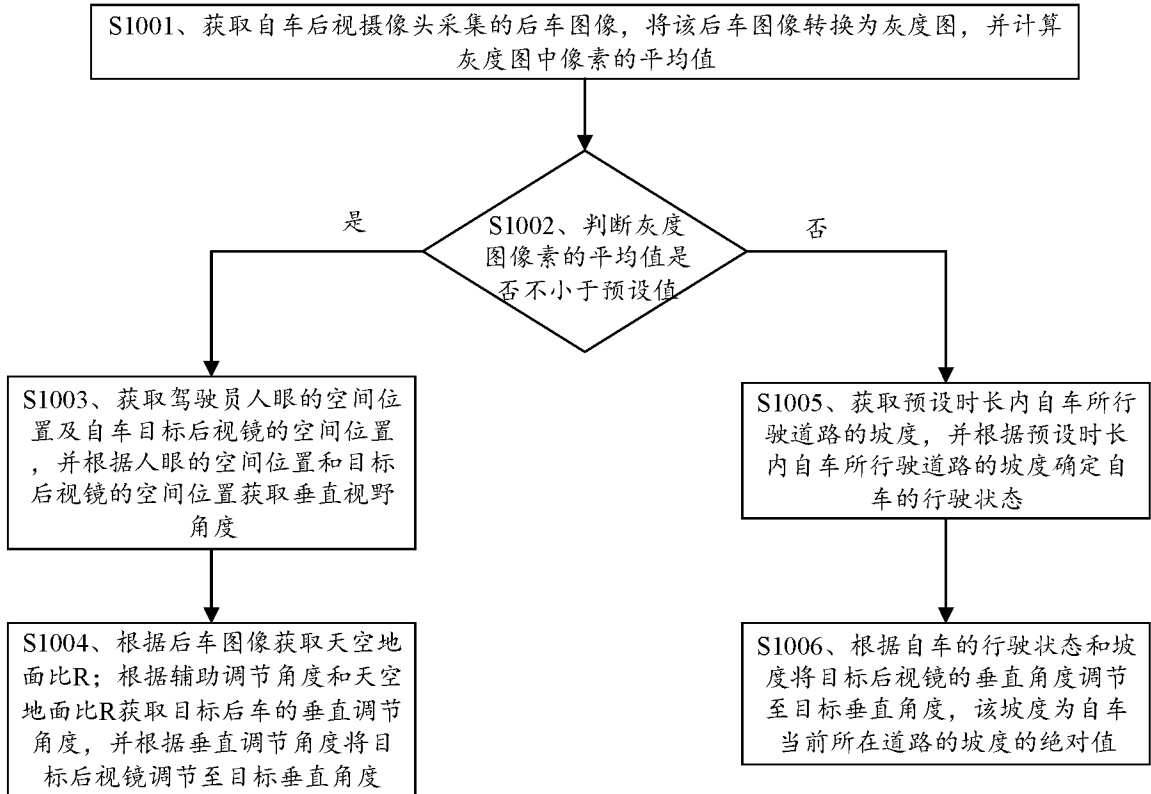 S1001、获取自车后视摄像头采集的后车图像，将该后车图像转换为灰度图，并计算
灰度图中像素的平均值
是
S1002、判断灰度
图像素的平均值是
否不小于预设值
否
S1003、获取驾驶员人眼的空间位
置及自车目标后视镜的空间位置
，并根据人眼的空间位置和目标
后视镜的空间位置获取垂直视野
角度
S1005、获取预设时长内自车所行
驶道路的坡度，并根据预设时长
内自车所行驶道路的坡度确定自
车的行驶状态
S1004、根据后车图像获取天空地
面比R；根据辅助调节角度和天空
地面比R获取目标后车的垂直调节
角度，并根据垂直调节角度将目
标后视镜调节至目标垂直角度
S1006、根据自车的行驶状态和坡
度将目标后视镜的垂直角度调节
至目标垂直角度，该坡度为自车
当前所在道路的坡度的绝对值